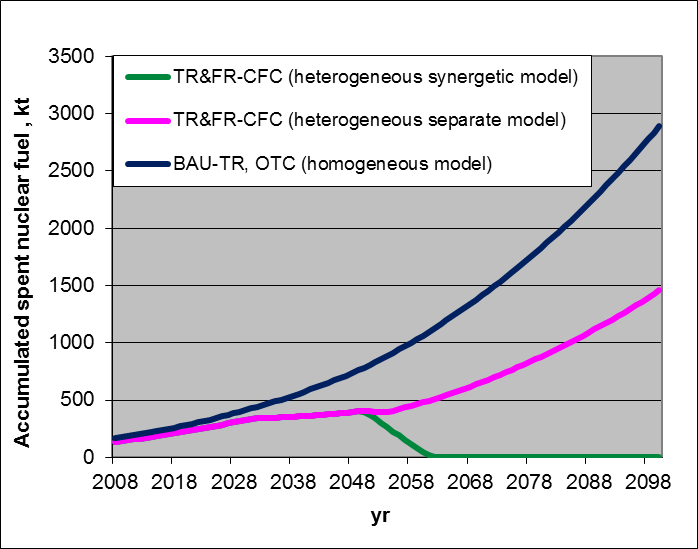 TR&FR-CFC (heterogeneous synergetic model)
TR&FR-CFC (heterogeneous separate model)
BAU-TR, OTC (homogeneous model)
Accumulated spent nuclear fuel , kt
3500
3000
2500
2000
1500
1000
500
0
2008 2018 2028 2038 2048 2058 2068 2078 2088 2098
yr